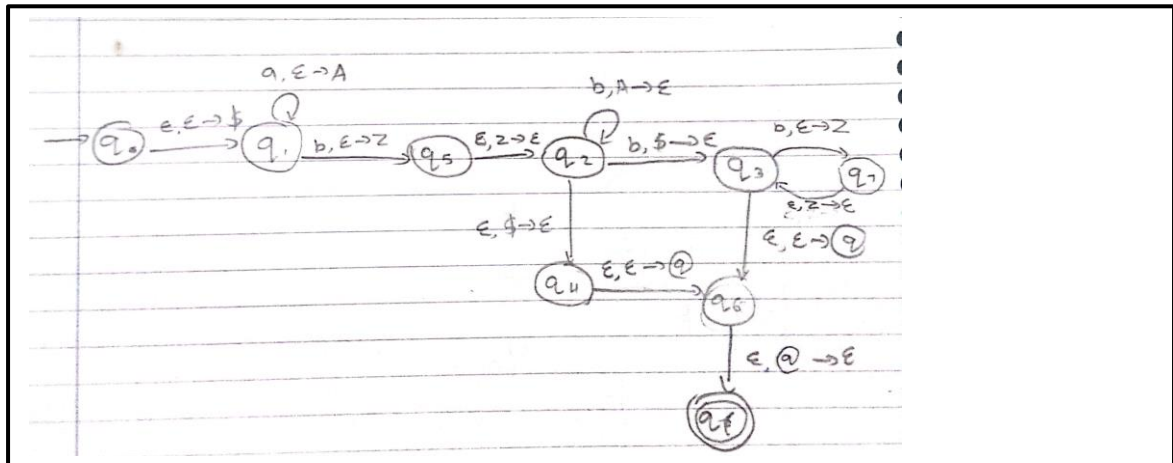 a, ε → A
b, A → ε
ε, ε → $
b, ε → Z
ε, Z → ε
b, $ → ε
b, ε → Z
q0
q1
q5
q2
q3
q7
ε, Z → ε
ε, $ → ε
ε, ε → @
q4
ε, ε → @
q6
ε, @ → ε
qf